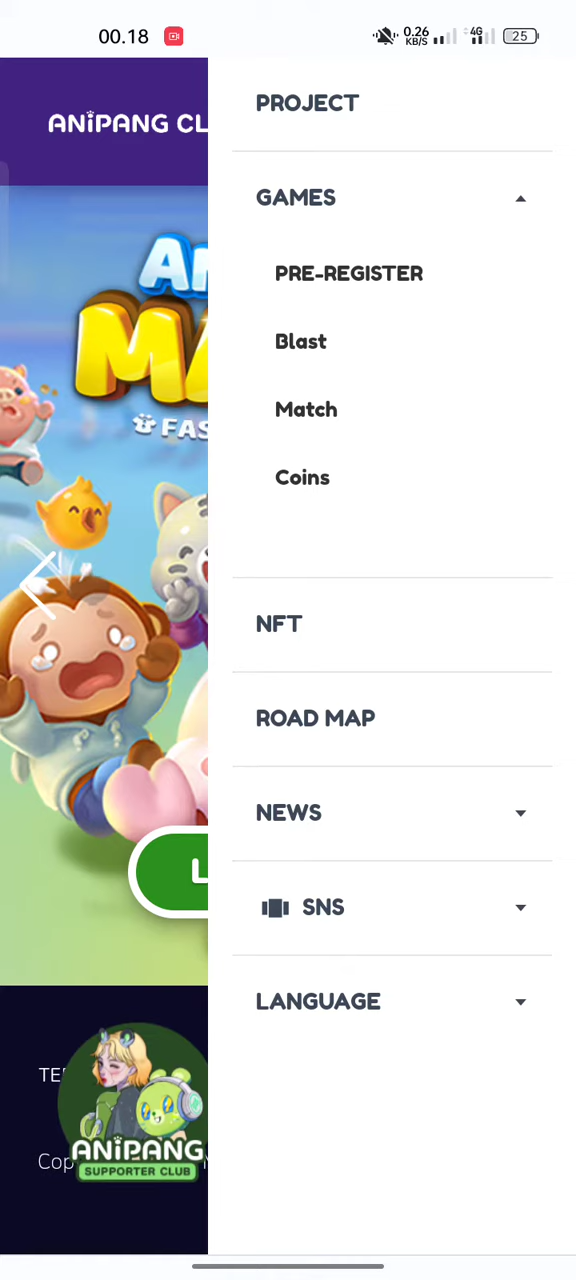 00.18
0.26
KB/S
4G
25
ANIPANG CL
PROJECT
GAMES
PRE-REGISTER
Blast
Match
Coins
NFT
ROAD MAP
NEWS
SNS
LANGUAGE
FAS
ANIPANG
SUPPORTER CLUB